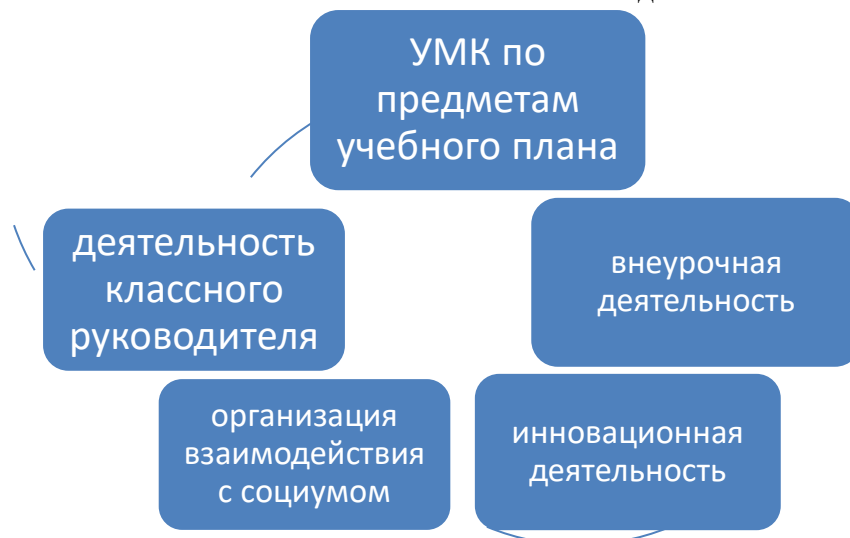 УМК по
предметам
учебного плана
деятельность
классного
руководителя
внеурочная
деятельность
организация
взаимодействия
с социумом
инновационная
деятельность